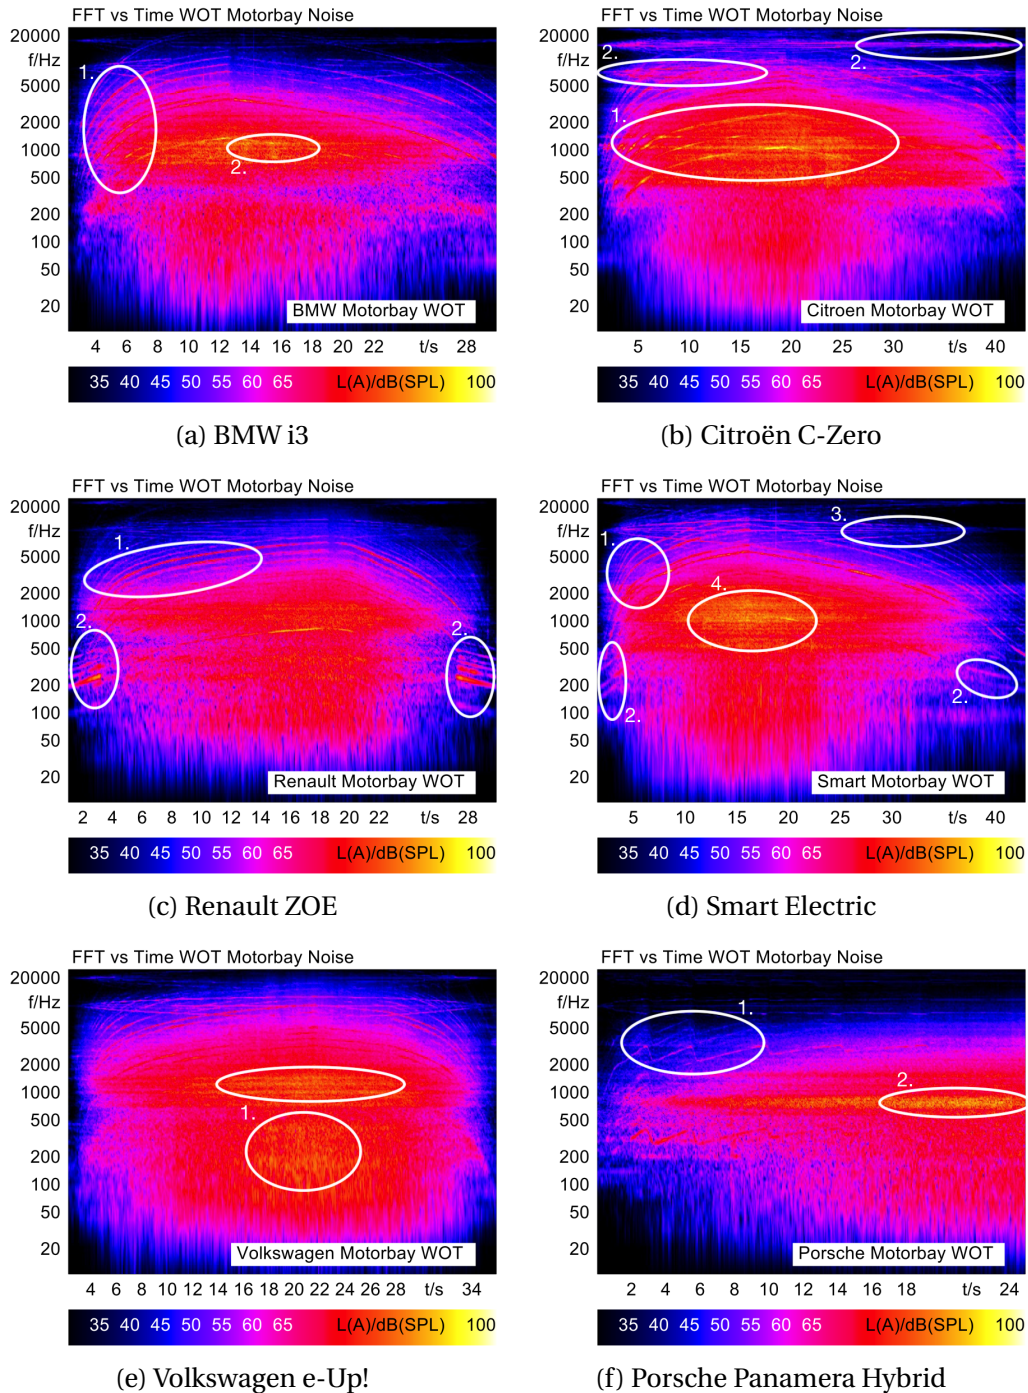 FFT vs Time WOT Motorbay Noise
20000
f/Hz
5000
2000
1000
500
200
100
50
20
1.
2.
BMW Motorbay WOT
4 6 8 10 12 14 16 18 20 22 t/s 28
35 40 45 50 55 60 65 L(A)/dB(SPL) 100
(a) BMW i3
FFT vs Time WOT Motorbay Noise
20000
f/Hz
5000
2000
1000
500
200
100
50
20
2.
2.
1.
Citroen Motorbay WOT
5 10 15 20 25 30 t/s 40
35 40 45 50 55 60 65 L(A)/dB(SPL) 100
(b) Citroën C-Zero
FFT vs Time WOT Motorbay Noise
20000
f/Hz
5000
2000
1000
500
200
100
50
20
1.
2.
2.
Renault Motorbay WOT
2 4 6 8 10 12 14 16 18 20 22 t/s 28
35 40 45 50 55 60 65 L(A)/dB(SPL) 100
(c) Renault ZOE
FFT vs Time WOT Motorbay Noise
20000
f/Hz
5000
2000
1000
500
200
100
50
20
3.
1.
4.
2.
2.
Smart Motorbay WOT
5 10 15 20 25 30 t/s 40
35 40 45 50 55 60 65 L(A)/dB(SPL) 100
(d) Smart Electric
FFT vs Time WOT Motorbay Noise
20000
f/Hz
5000
2000
1000
500
200
100
50
20
1.
Volkswagen Motorbay WOT
4 6 8 10 12 14 16 18 20 22 24 26 28 t/s 34
35 40 45 50 55 60 65 L(A)/dB(SPL) 100
(e) Volkswagen e-Up!
FFT vs Time WOT Motorbay Noise
20000
f/Hz
5000
2000
1000
500
200
100
50
20
1.
2.
Porsche Motorbay WOT
2 4 6 8 10 12 14 16 18 t/s 24
35 40 45 50 55 60 65 L(A)/dB(SPL) 100
(f) Porsche Panamera Hybrid